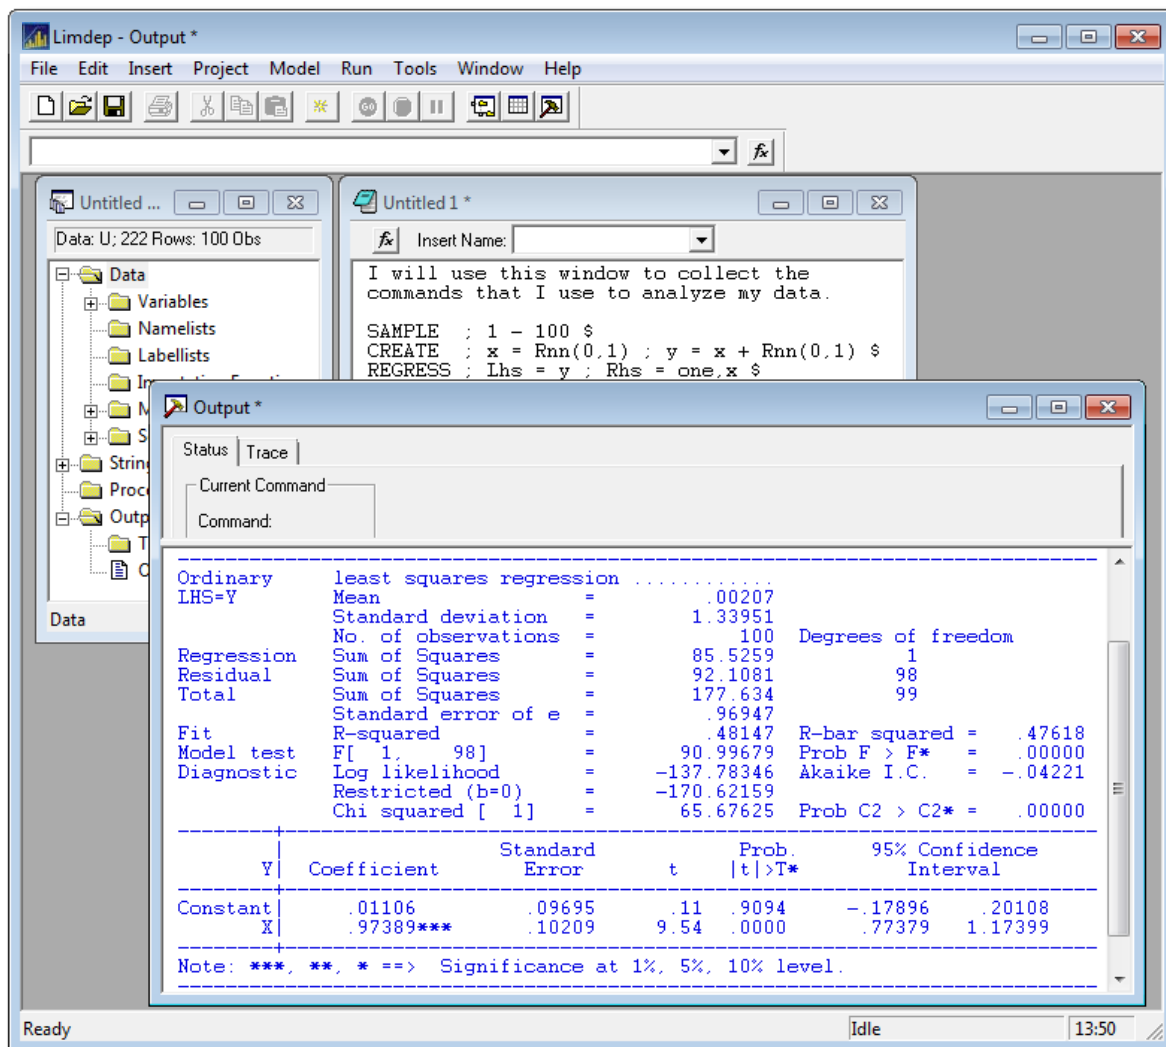 Limdep - Output *
File Edit Insert Project Model Run Tools Window Help
GO
fx
Untitled ...
Data: U; 222 Rows: 100 Obs
Data
Variables
Namelists
Labellists
M
S
Output
T
O
Data
Untitled 1 *
fx Insert Name:
I will use this window to collect the
commands that I use to analyze my data.
SAMPLE ; 1 - 100 $
CREATE ; x = Rnn(0,1) ; y = x + Rnn(0,1) $
REGRESS ; Lhs = y ; Rhs = one,x $
Output *
Status Trace
Current Command
Command:
Ordinary least squares regression ............
LHS=Y Mean = .00207
Standard deviation = 1.33951
No. of observations = 100 Degrees of freedom
Regression Sum of Squares = 85.5259 1
Residual Sum of Squares = 92.1081 98
Total Sum of Squares = 177.634 99
Standard error of e = .96947
Fit R-squared = .48147 R-bar squared = .47618
Model test F[ 1, 98] = 90.99679 Prob F > F* = .00000
Diagnostic Log likelihood = -137.78346 Akaike I.C. = -.04221
Restricted (b=0) = -170.62159
Chi squared [ 1] = 65.67625 Prob C2 > C2* = .00000
Standard Prob. 95% Confidence
Y| Coefficient Error t |t|>T* Interval
Constant| .01106 .09695 .11 .9094 -.17896 .20108
X| .97389*** .10209 9.54 .0000 .77379 1.17399
Note: ***, **, * ==> Significance at 1%, 5%, 10% level.
Ready Idle 13:50